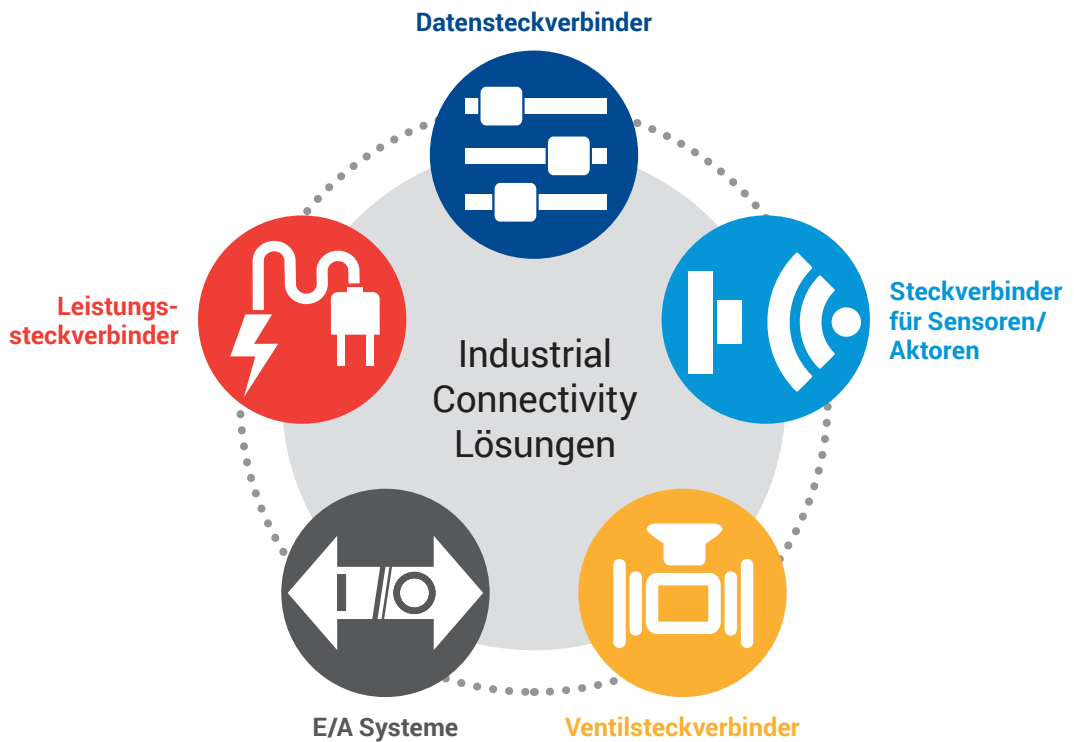 Datensteckverbinder
Leistungs-
steckverbinder
Steckverbinder
für Sensoren/
Aktoren
Industrial
Connectivity
Lösungen
I/O
E/A Systeme
Ventilsteckverbinder